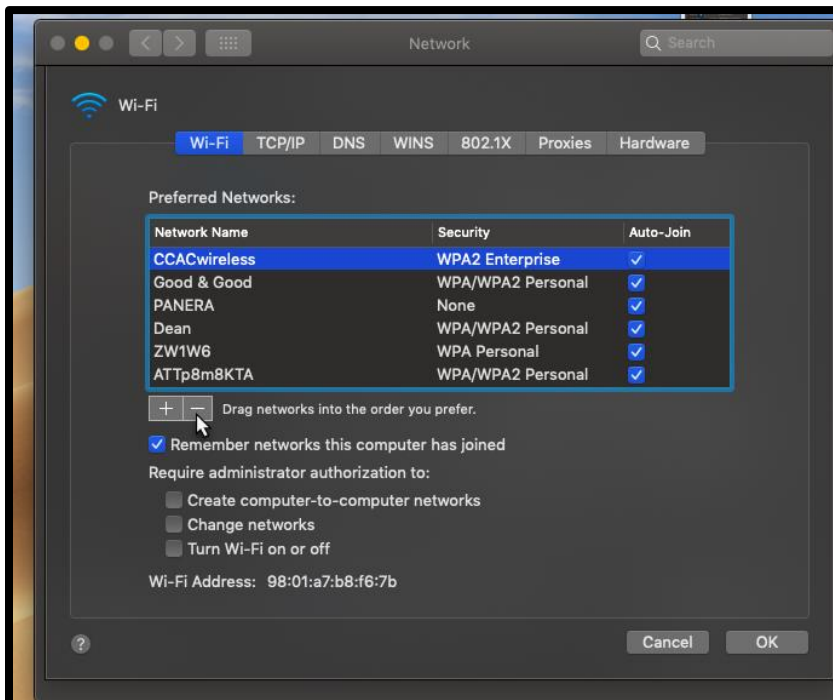 Network
Search
Wi-Fi
Wi-Fi TCP/IP DNS WINS 802.1X Proxies Hardware
Preferred Networks:
Network Name Security Auto-Join
CCACwireless WPA2 Enterprise
Good & Good WPA/WPA2 Personal
PANERA None
Dean WPA/WPA2 Personal
ZW1W6 WPA Personal
ATTp8m8KTA WPA/WPA2 Personal
+ − Drag networks into the order you prefer.
Remember networks this computer has joined
Require administrator authorization to:
Create computer-to-computer networks
Change networks
Turn Wi-Fi on or off
Wi-Fi Address: 98:01:a7:b8:f6:7b
? Cancel OK